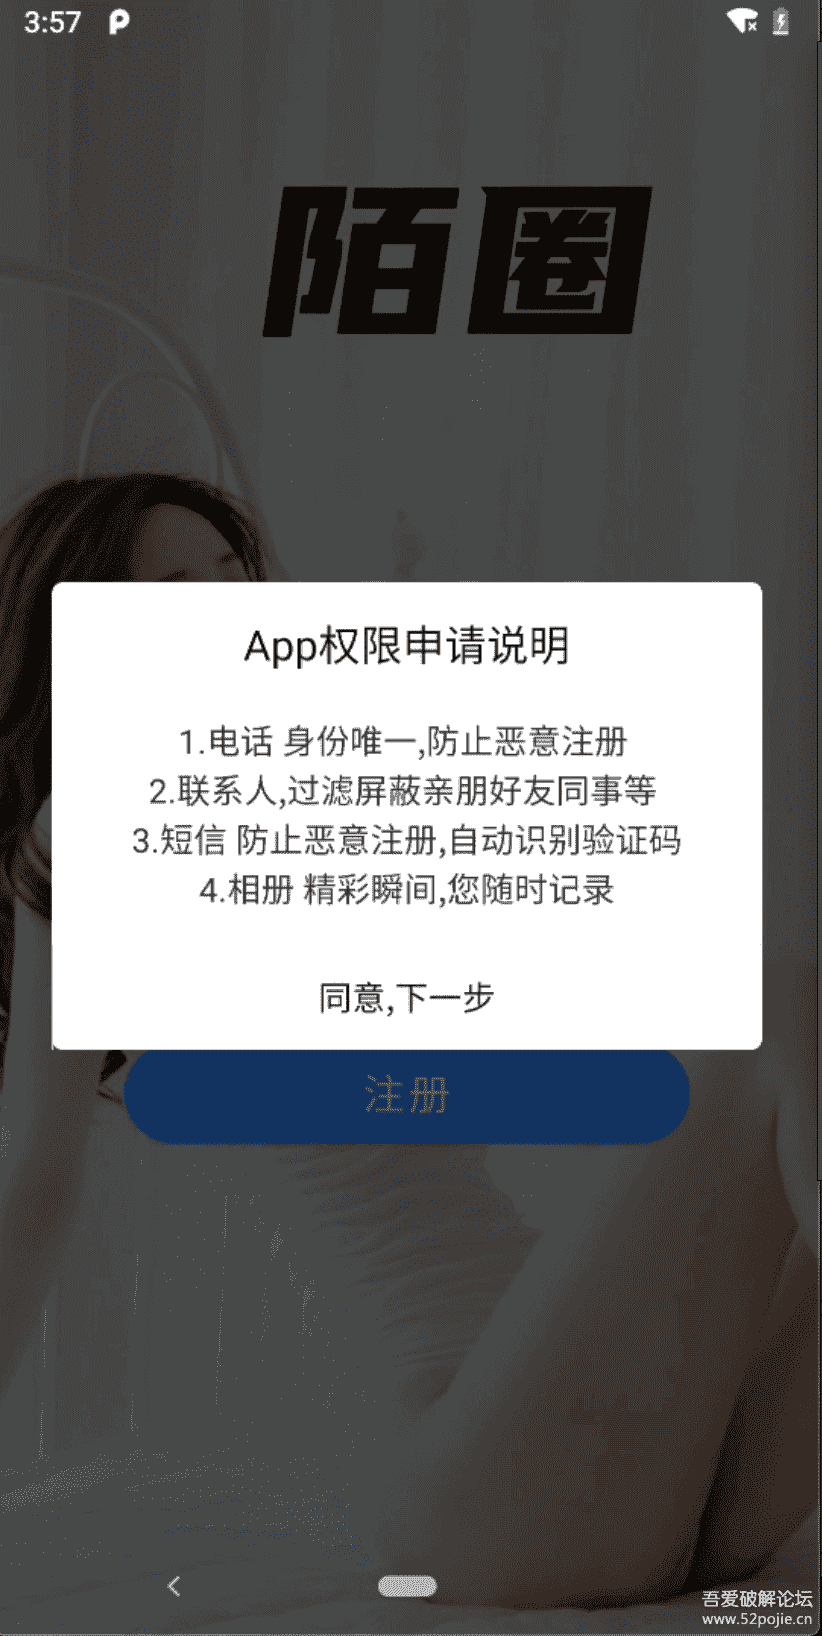 3:57
陌圈
App权限申请说明
1.电话 身份唯一,防止恶意注册
2.联系人,过滤屏蔽亲朋好友同事等
3.短信 防止恶意注册,自动识别验证码
4.相册 精彩瞬间,您随时记录
同意,下一步
注册
吾爱破解论坛
www.52pojie.cn